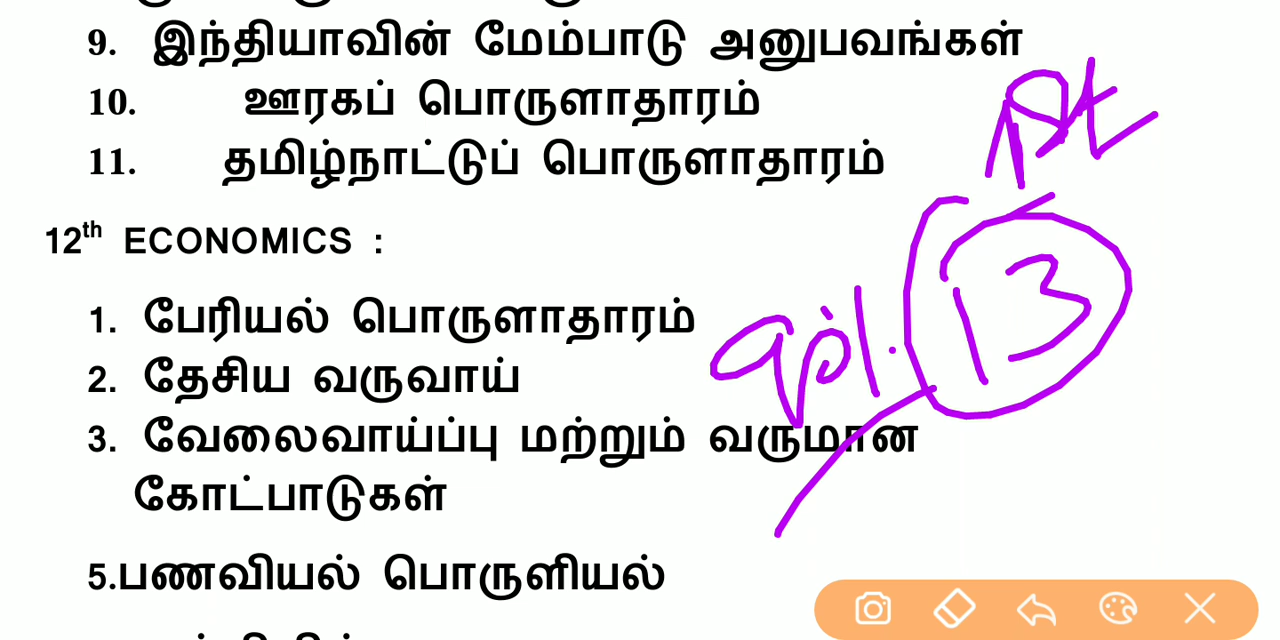 9. இந்தியாவின் மேம்பாடு அனுபவங்கள்
10. ஊரகப் பொருளாதாரம்
11. தமிழ்நாட்டுப் பொருளாதாரம்
12th ECONOMICS :
1. பேரியல் பொருளாதாரம்
2. தேசிய வருவாய்
3. வேலைவாய்ப்பு மற்றும் வருமான
கோட்பாடுகள்
5.பணவியல் பொருளியல்
13